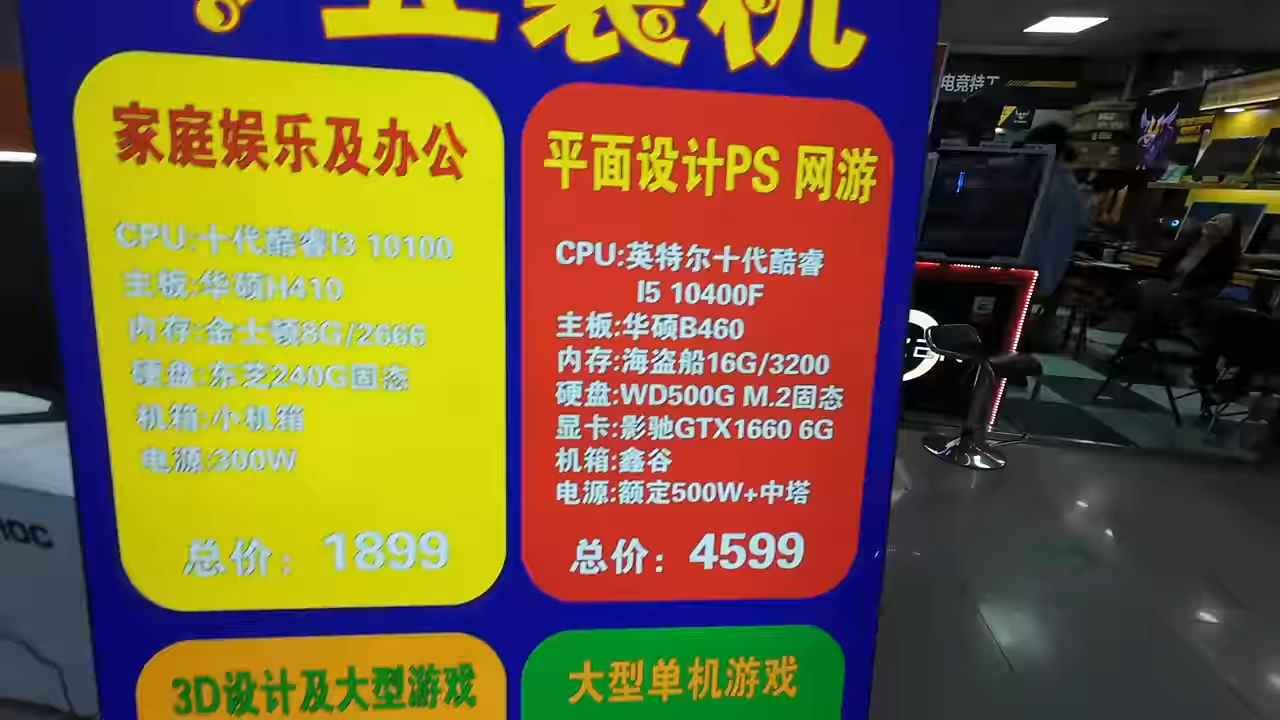 装机
家庭娱乐及办公
CPU:十代酷睿I3 10100
主板:华硕H410
内存:金士顿8G/2666
硬盘:东芝240G固态
机箱:小机箱
电源:300W
总价：1899
平面设计PS 网游
CPU:英特尔十代酷睿
I5 10400F
主板:华硕B460
内存:海盗船16G/3200
硬盘:WD500G M.2固态
显卡:影驰GTX1660 6G
机箱:鑫谷
电源:额定500W+中塔
总价：4599
3D设计及大型游戏
大型单机游戏
电竞特工